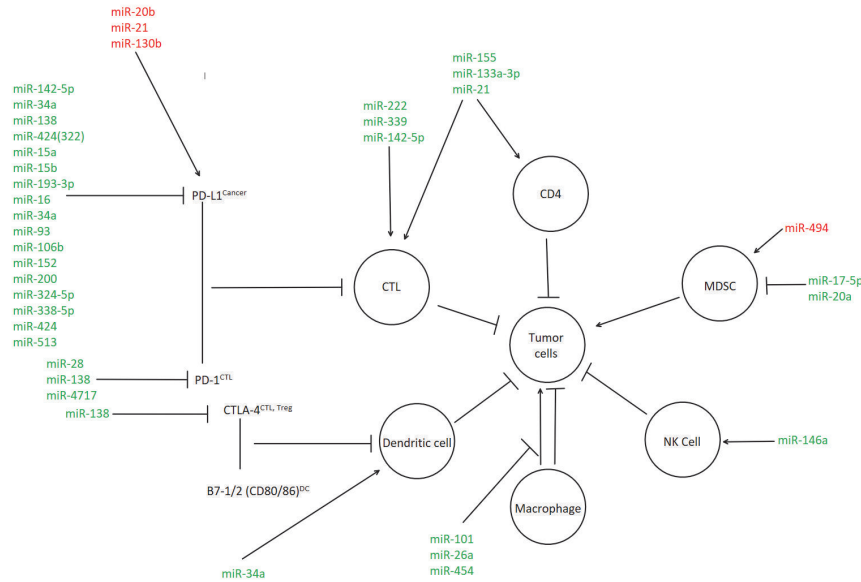 miR-20b
miR-21
miR-130b
miR-155
miR-133a-3p
miR-21
miR-142-5p
miR-34a
miR-138
miR-424(322)
miR-15a
miR-15b
miR-193-3p
miR-16
miR-34a
miR-93
miR-106b
miR-152
miR-200
miR-324-5p
miR-338-5p
miR-424
miR-513
miR-222
miR-339
miR-142-5p
PD-L1Cancer
CD4
miR-494
CTL
MDSC
miR-17-5p
miR-20a
Tumor
cells
miR-28
miR-138
miR-4717
PD-1CTL
miR-138
CTLA-4CTL, Treg
Dendritic cell
NK Cell
miR-146a
B7-1/2 (CD80/86)DC
Macrophage
miR-34a
miR-101
miR-26a
miR-454